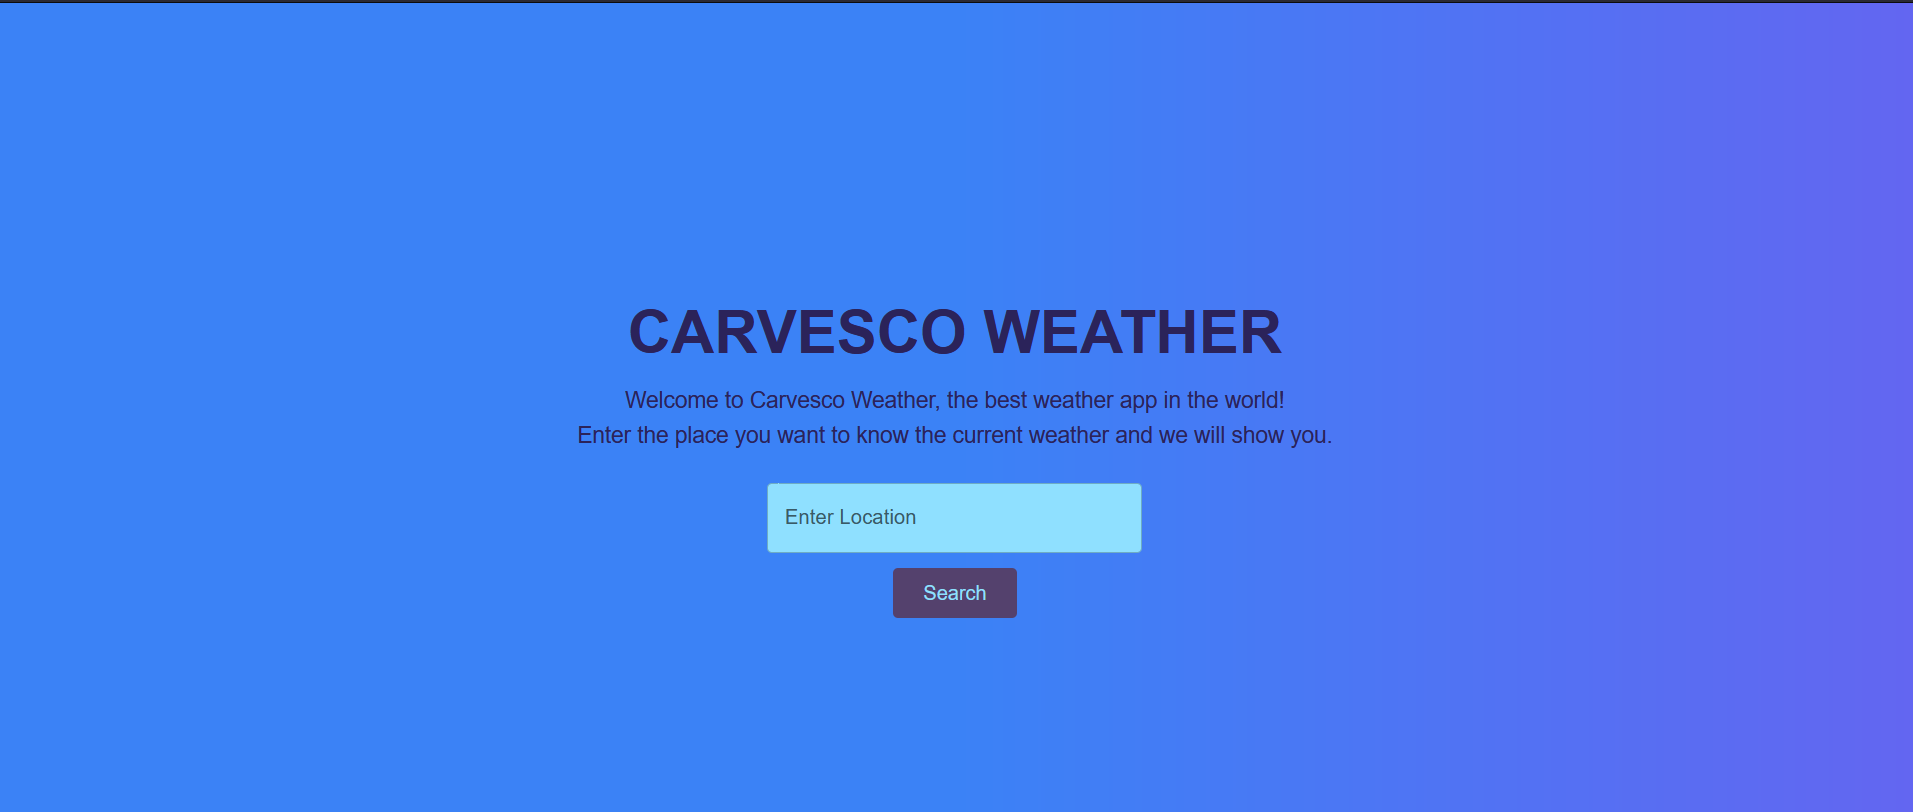 CARVESCO WEATHER
Welcome to Carvesco Weather, the best weather app in the world!
Enter the place you want to know the current weather and we will show you.
Enter Location
Search